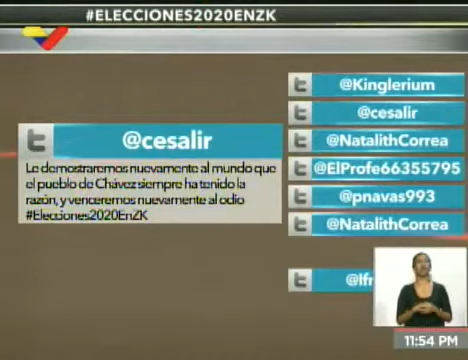 #ELECCIONES2020ENZK
@Kinglerium
@cesalir
@cesalir
@NatalithCorrea
Le demostraremos nuevamente al mundo que
el pueblo de Chávez siempre ha tenido la
razón, y venceremos nuevamente al odio
#Elecciones2020EnZK
@ElProfe66355795
@pnavas993
@NatalithCorrea
11:54 PM